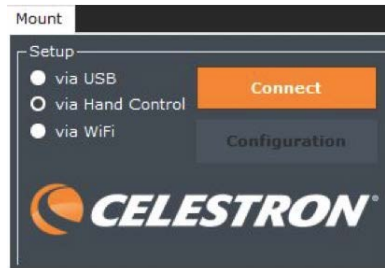 Mount
Setup
via USB
via Hand Control
via WiFi
Connect
Configuration
CELESTRON®